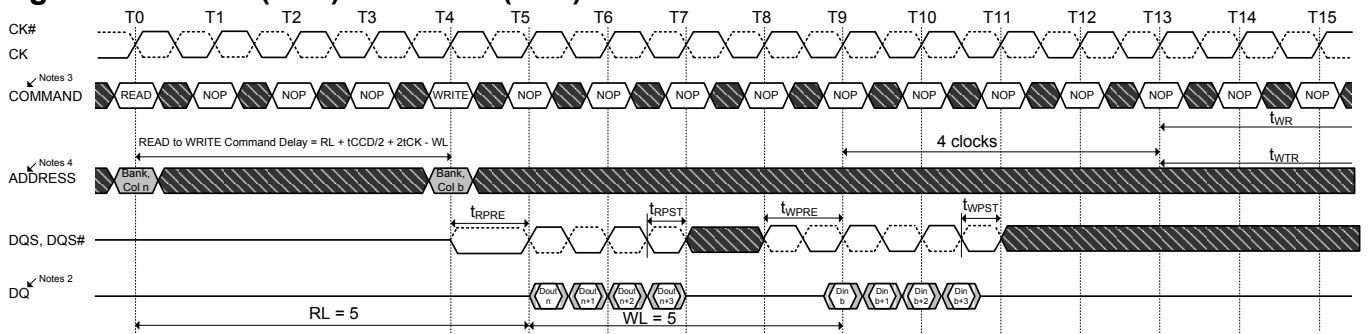 T0 T1 T2 T3 T4 T5 T6 T7 T8 T9 T10 T11 T12 T13 T14 T15
CK#
CK
Notes 3
COMMAND READ NOP NOP NOP WRITE NOP NOP NOP NOP NOP NOP NOP NOP NOP NOP NOP
tWR
READ to WRITE Command Delay = RL + tCCD/2 + 2tCK - WL
4 clocks
tWTR
Notes 4
ADDRESS
Bank, Col n
Bank, Col b
tRPRE tRPST tWPRE tWPST
DQS, DQS#
Notes 2
DQ
Dout n
Dout n+1
Dout n+2
Dout n+3
Din b
Din b+1
Din b+2
Din b+3
RL = 5 WL = 5